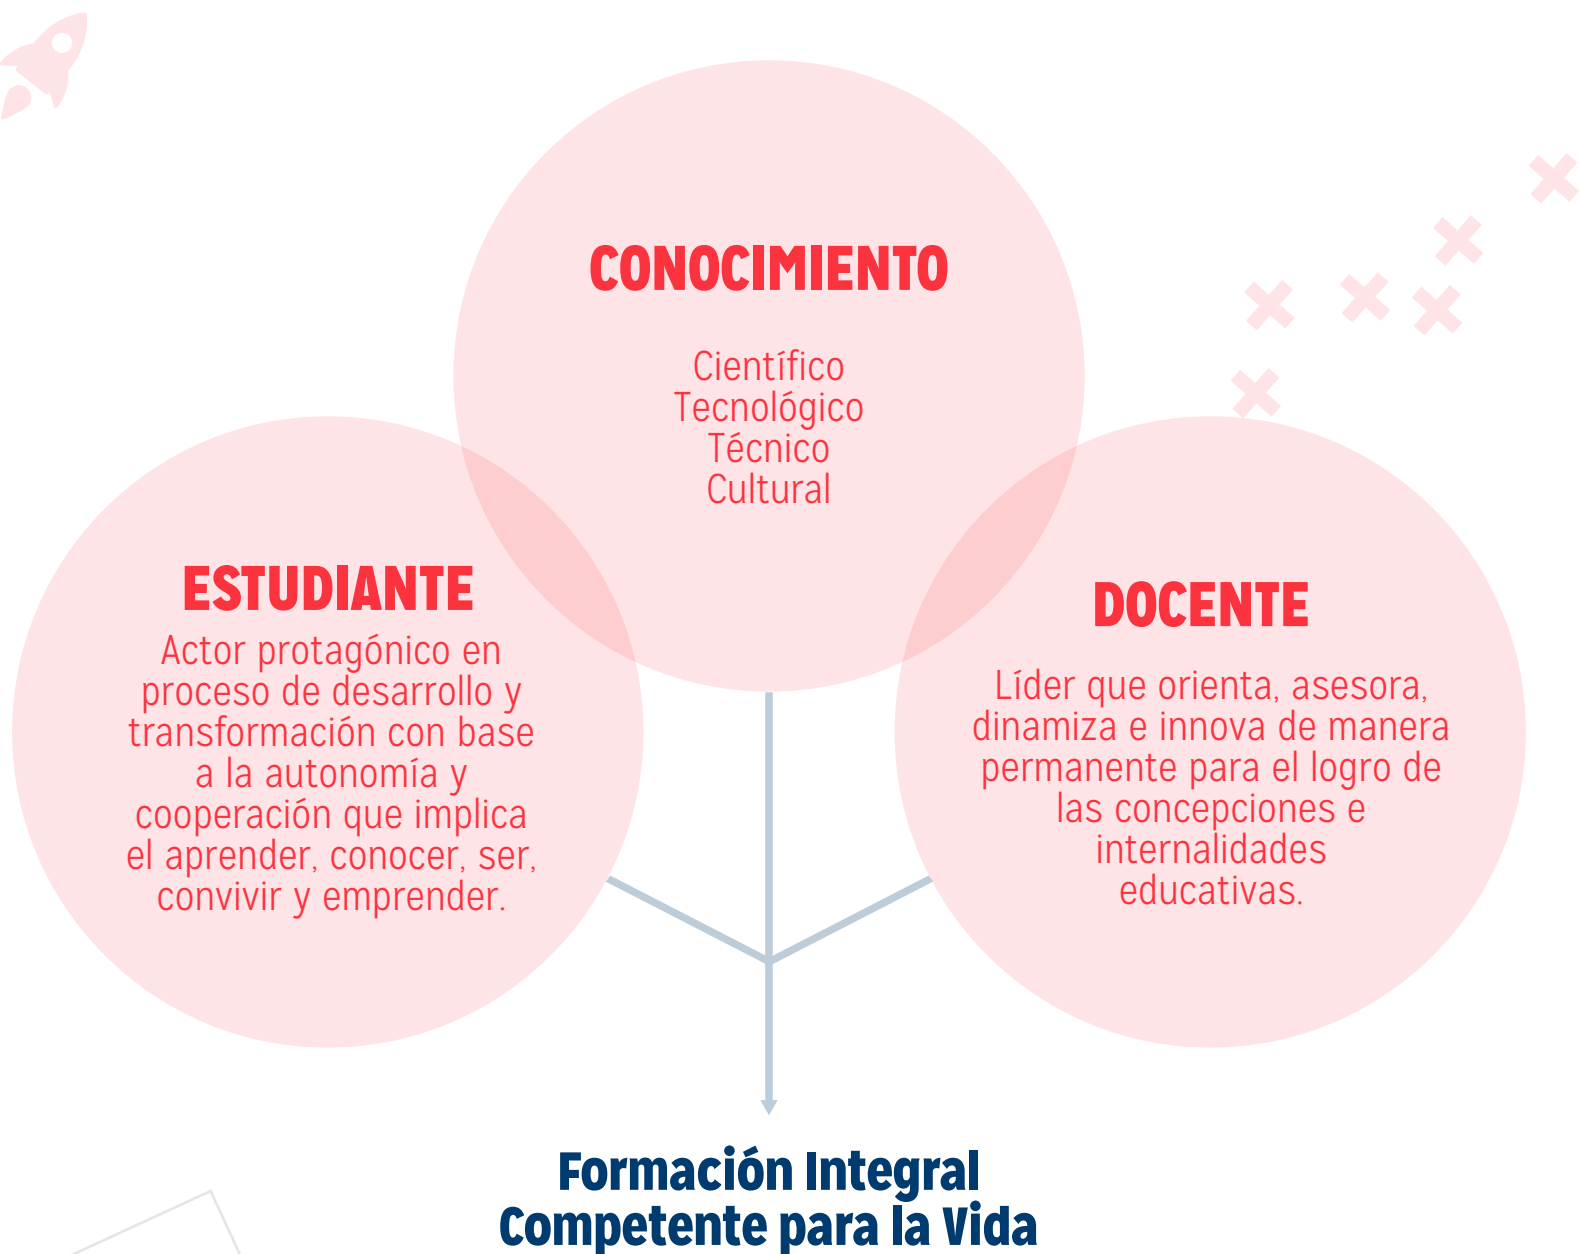 CONOCIMIENTO
Científico
Tecnológico
Técnico
Cultural
ESTUDIANTE
Actor protagónico en
proceso de desarrollo y
transformación con base
a la autonomía y
cooperación que implica
el aprender, conocer, ser,
convivir y emprender.
DOCENTE
Líder que orienta, asesora,
dinamiza e innova de manera
permanente para el logro de
las concepciones e
internalidades
educativas.
Formación Integral
Competente para la Vida